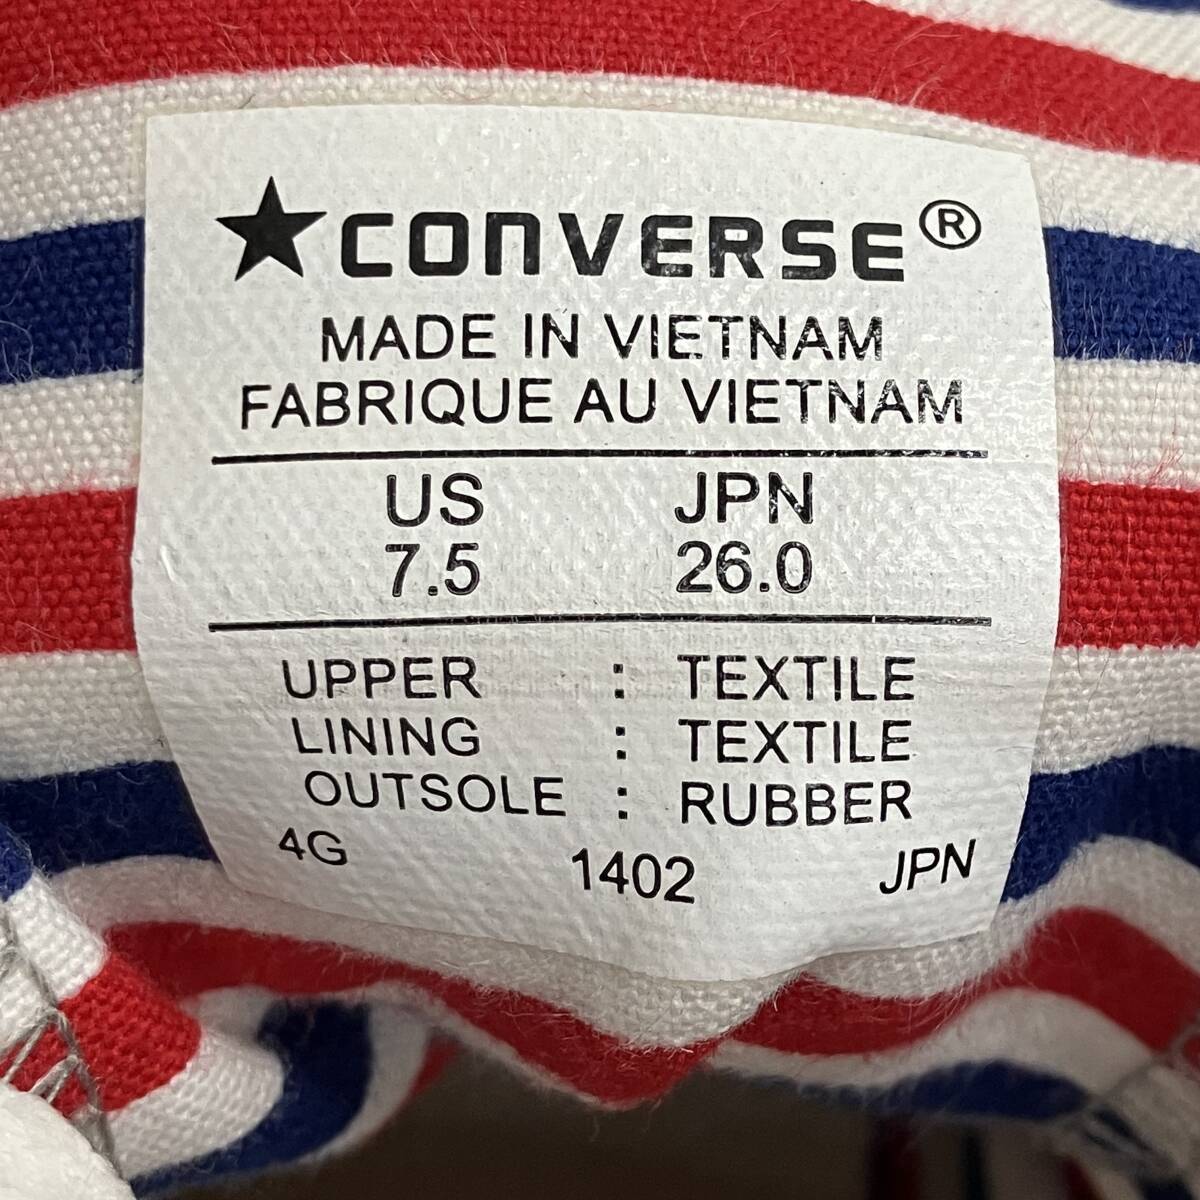 ★CONVERSE®
MADE IN VIETNAM
FABRIQUE AU VIETNAM
US JPN
7.5 26.0
UPPER : TEXTILE
LINING : TEXTILE
OUTSOLE : RUBBER
4G 1402 JPN